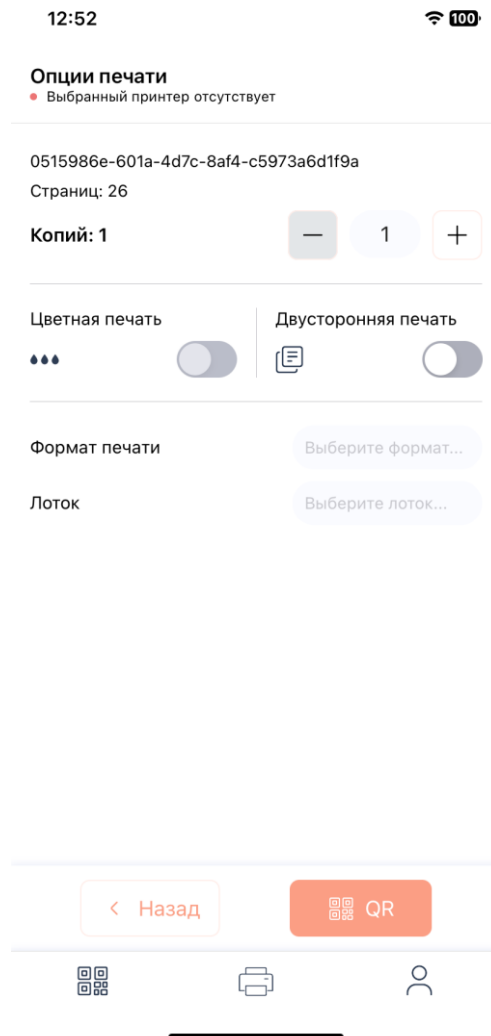 12:52
100
Опции печати
Выбранный принтер отсутствует
0515986e-601a-4d7c-8af4-c5973a6d1f9a
Страниц: 26
Копий: 1
1
Цветная печать
Двусторонняя печать
Формат печати
Выберите формат...
Лоток
Выберите лоток...
Назад
QR